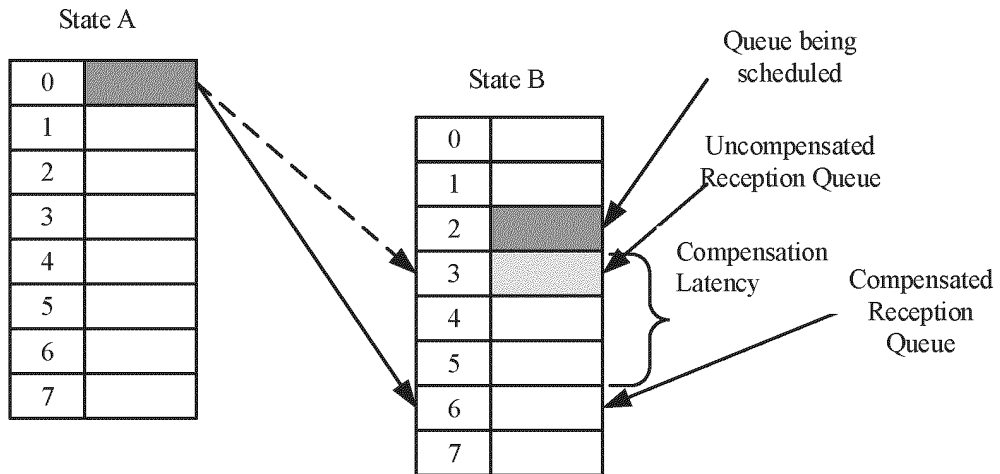 State A
0
1
2
3
4
5
6
7
State B
0
1
2
3
4
5
6
7
Queue being
scheduled
Uncompensated
Reception Queue
Compensation
Latency
Compensated
Reception
Queue